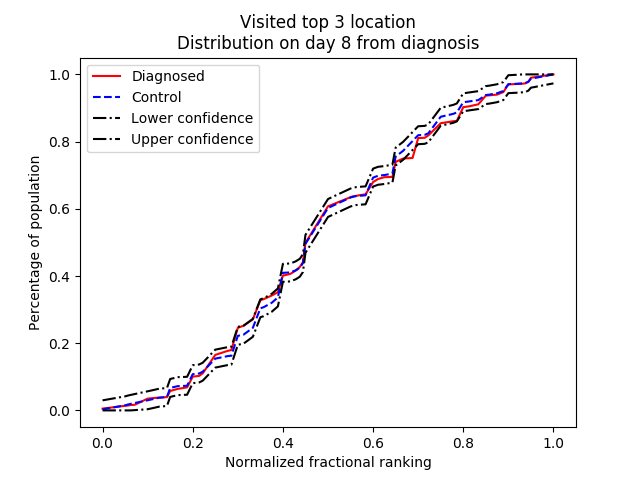 Visited top 3 location
Distribution on day 8 from diagnosis
Diagnosed
Control
Lower confidence
Upper confidence
Percentage of population
1.0
0.8
0.6
0.4
0.2
0.0
0.0 0.2 0.4 0.6 0.8 1.0
Normalized fractional ranking